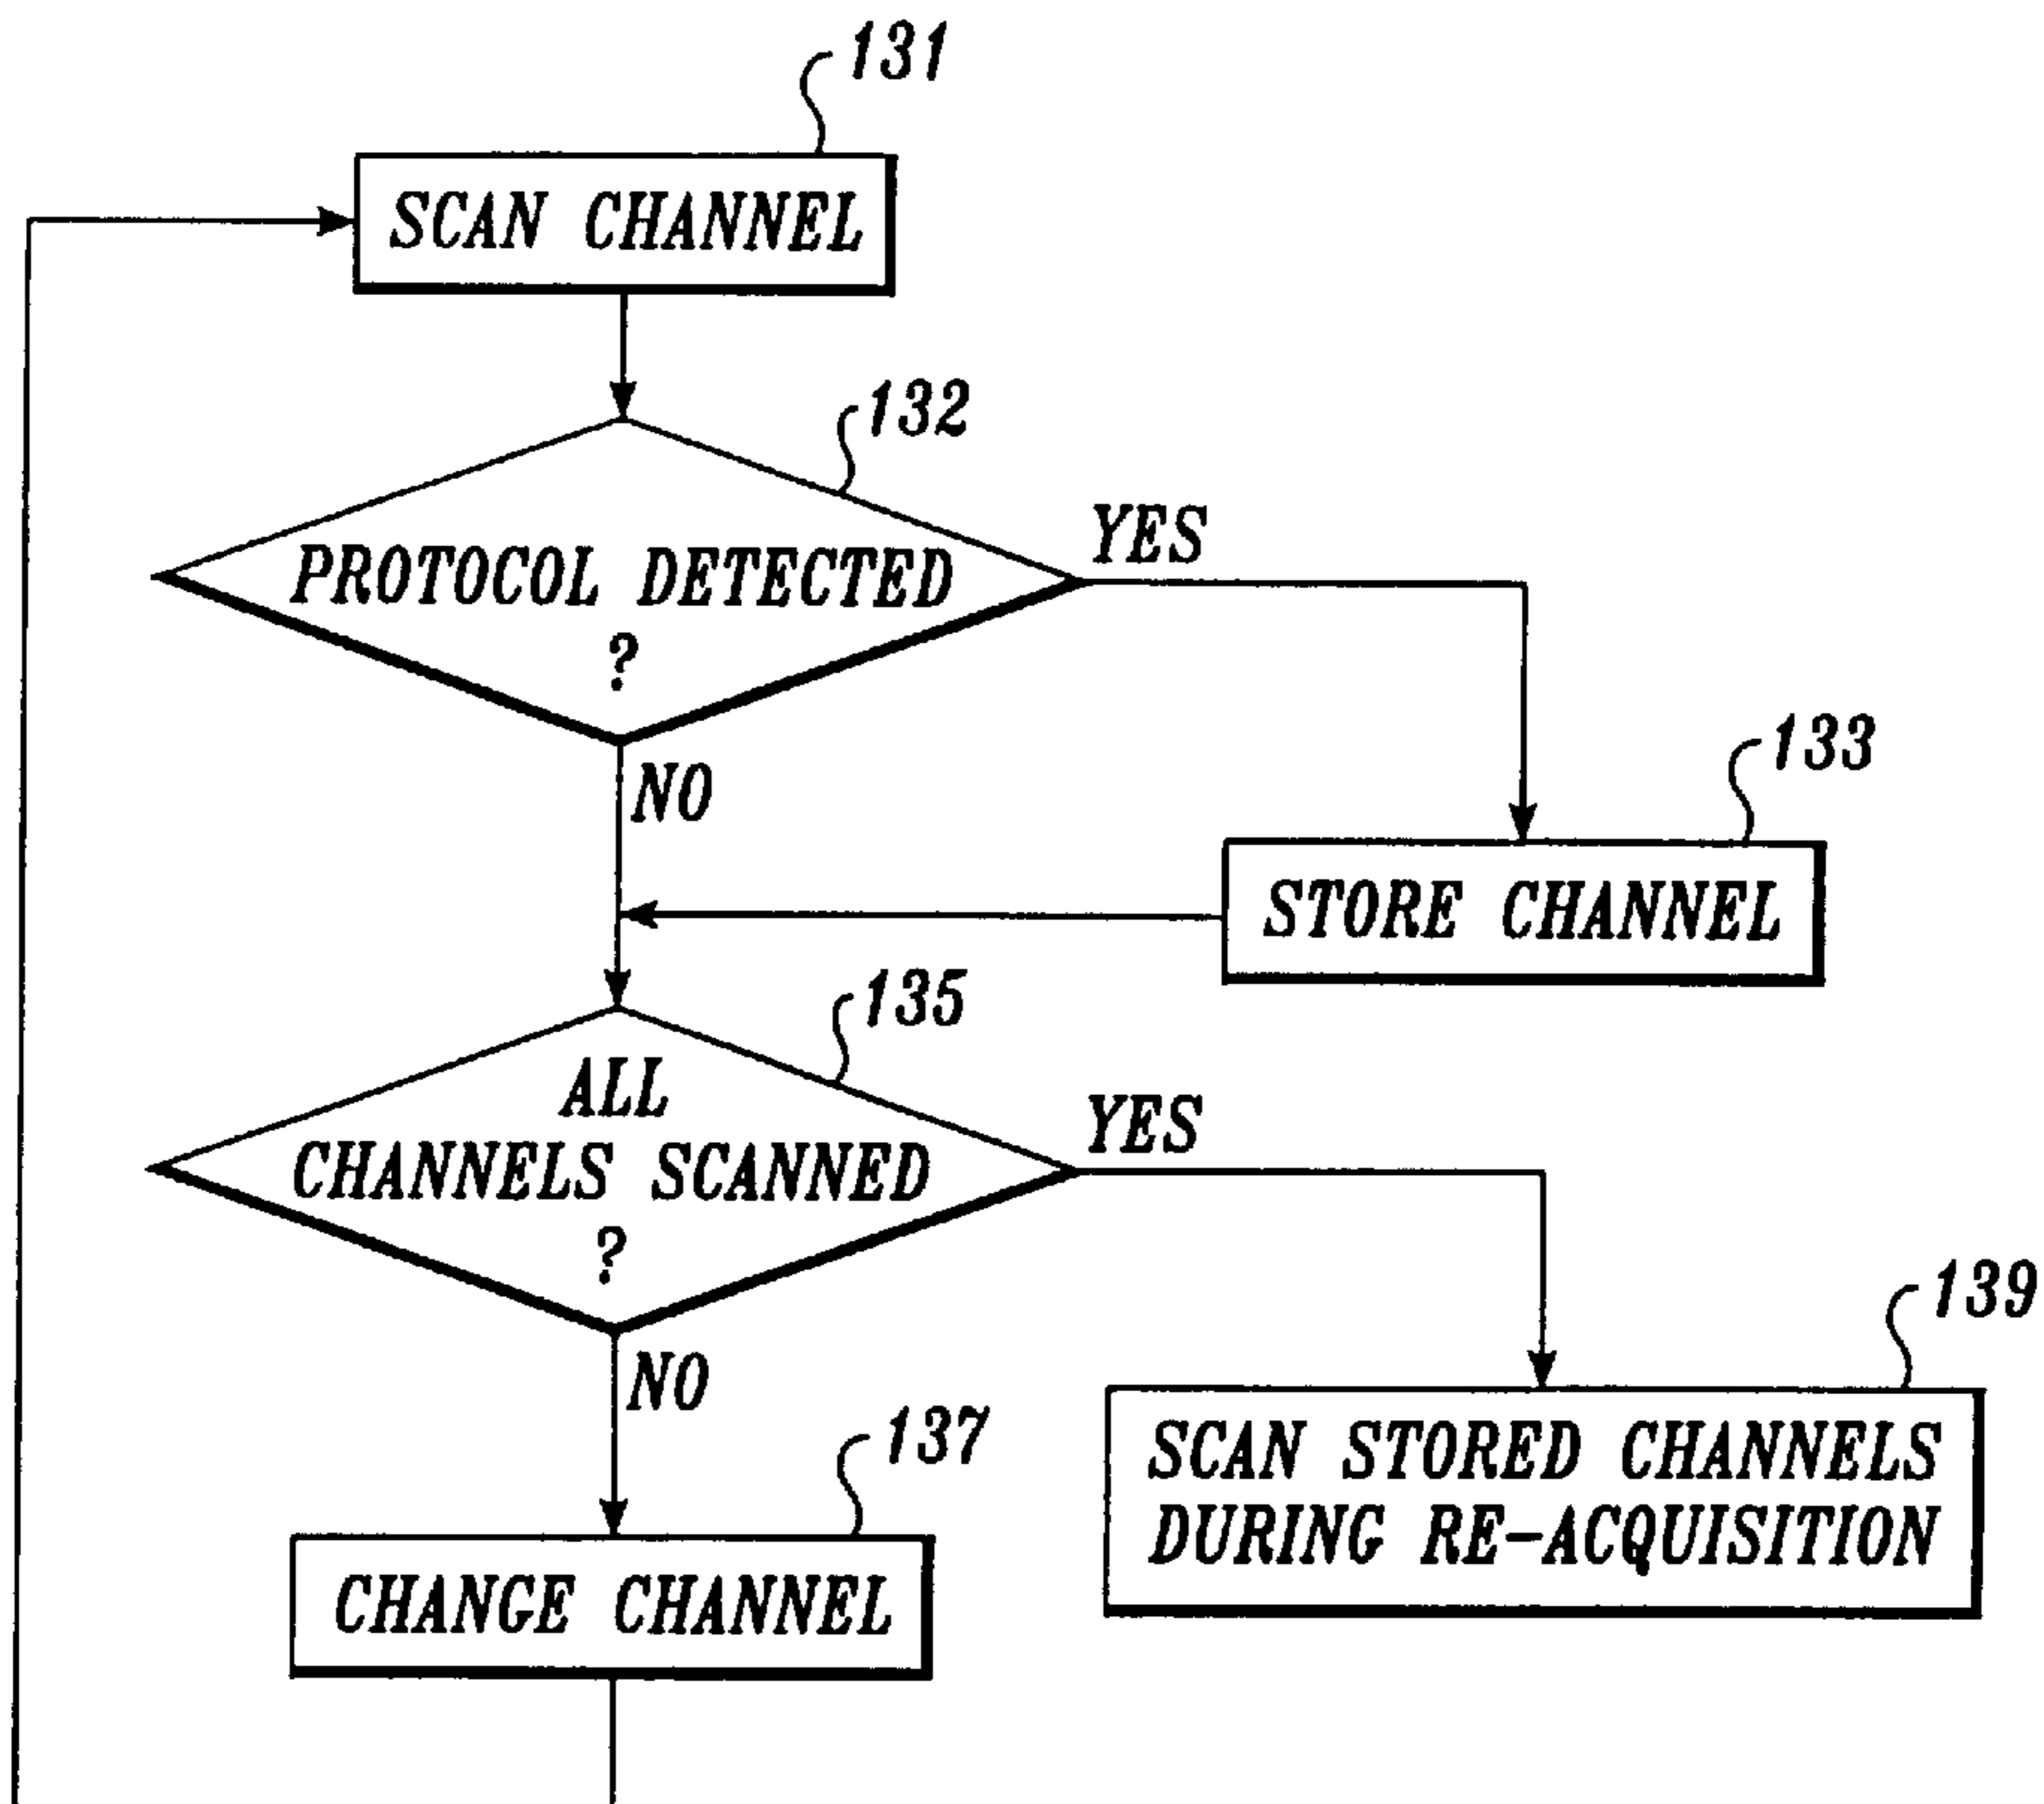 131
SCAN CHANNEL
132
YES
PROTOCOL DETECTED
?
NO
133
STORE CHANNEL
135
ALL
YES
CHANNELS SCANNED
?
139
NO
SCAN STORED CHANNELS
DURING RE-ACQUISITION
137
CHANGE CHANNEL